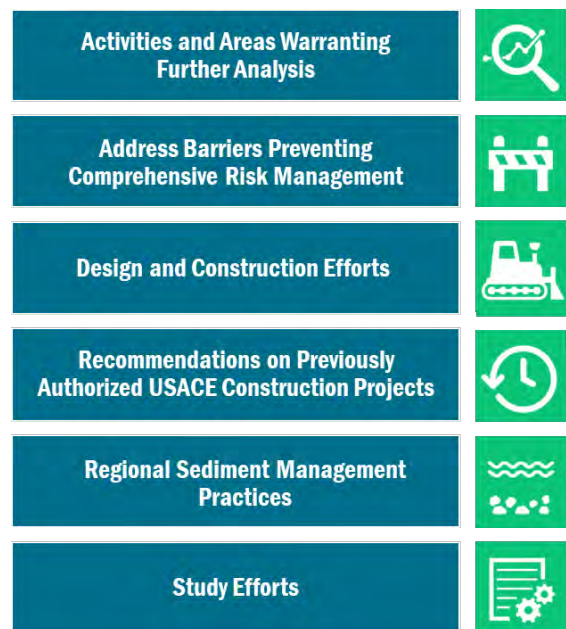 Activities and Areas Warranting
Further Analysis
Address Barriers Preventing
Comprehensive Risk Management
Design and Construction Efforts
Recommendations on Previously
Authorized USACE Construction Projects
Regional Sediment Management
Practices
Study Efforts